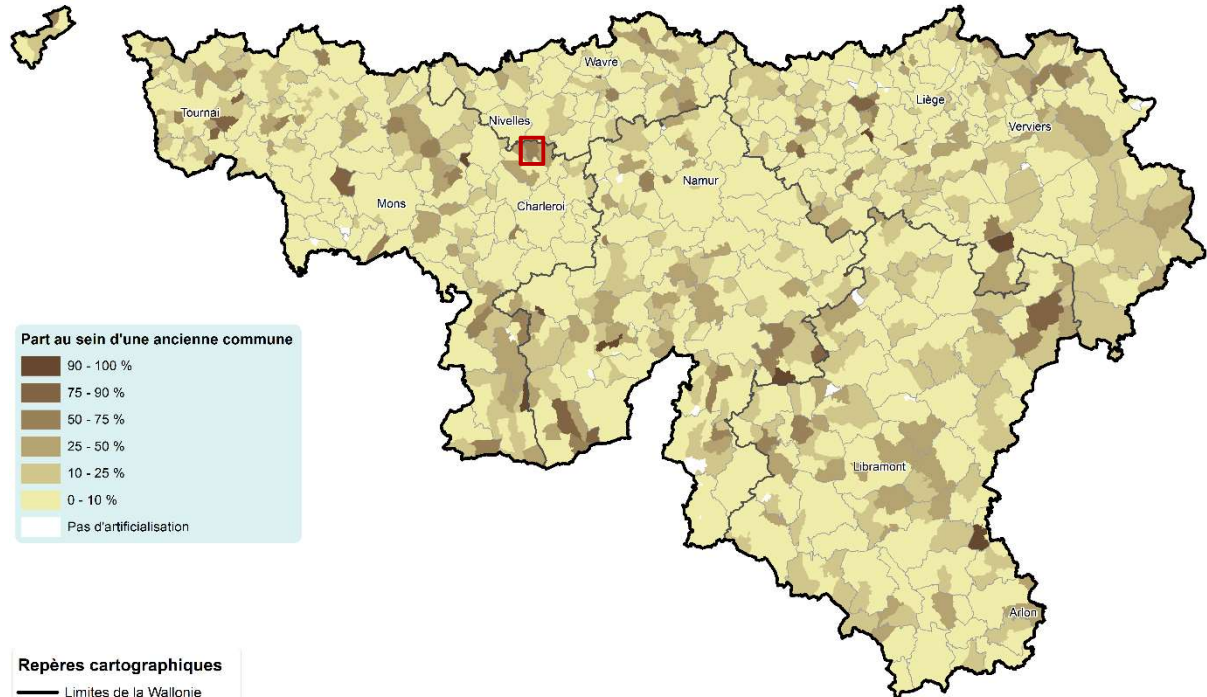 Wavre
Tournai
Liège
Nivelles
Verviers
Namur
Mons
Charleroi
Part au sein d'une ancienne commune
90 - 100 %
75 - 90 %
50 - 75 %
25 - 50 %
10 - 25 %
0 - 10 %
Pas d'artificialisation
Libramont
Arlon
Repères cartographiques
Limites de la Wallonie